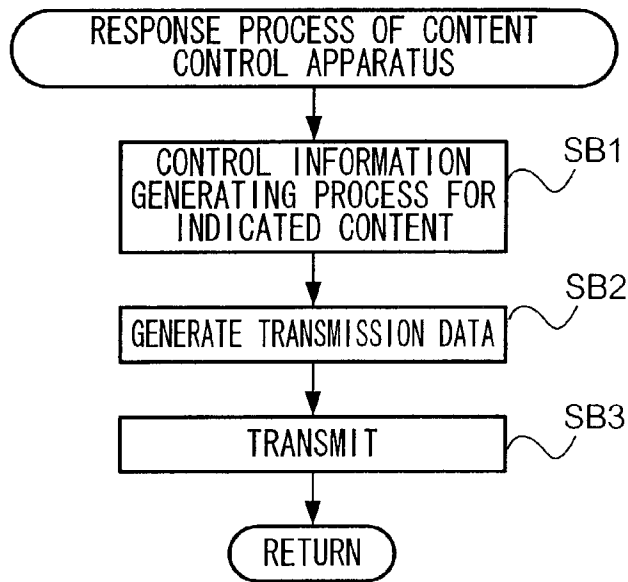 RESPONSE PROCESS OF CONTENT
CONTROL APPARATUS
CONTROL INFORMATION
GENERATING PROCESS FOR
INDICATED CONTENT
SB1
GENERATE TRANSMISSION DATA
SB2
TRANSMIT
SB3
RETURN